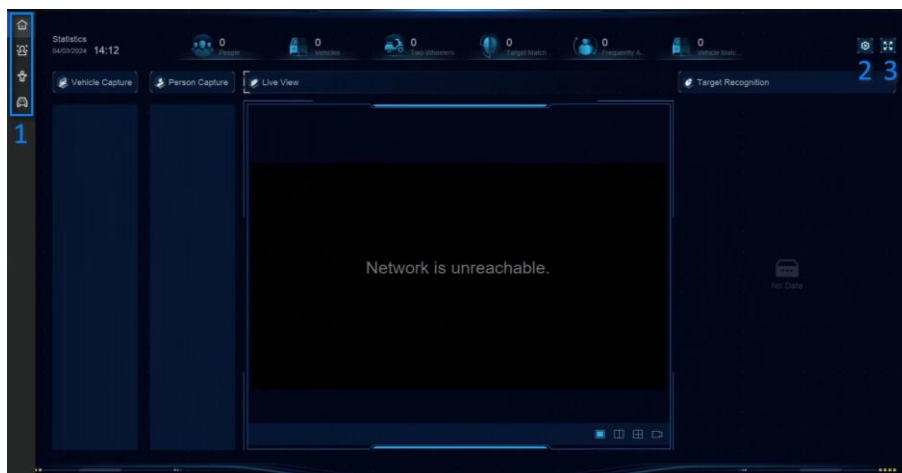 Statistics
04/03/2024 14:12
0
People
0
Vehicles
0
Two-Wheelers
0
Target Match...
0
Frequently A...
0
Vehicle Matc...
2 3
Vehicle Capture
Person Capture
Live View
Target Recognition
1
Network is unreachable.
No Data